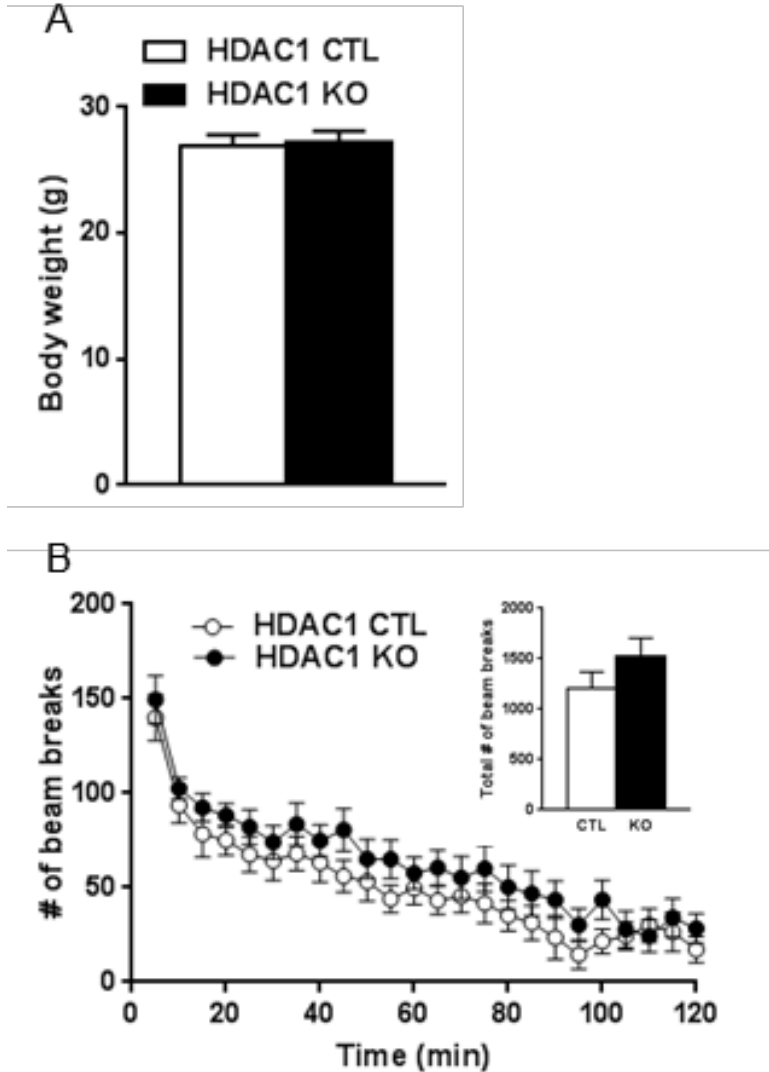 A
HDAC1 CTL
HDAC1 KO
30
20
10
0
Body weight (g)
B
200
150
100
50
0
# of beam breaks
HDAC1 CTL
HDAC1 KO
2000
1500
1000
500
0
Total # of beam breaks
CTL KO
0 20 40 60 80 100 120
Time (min)